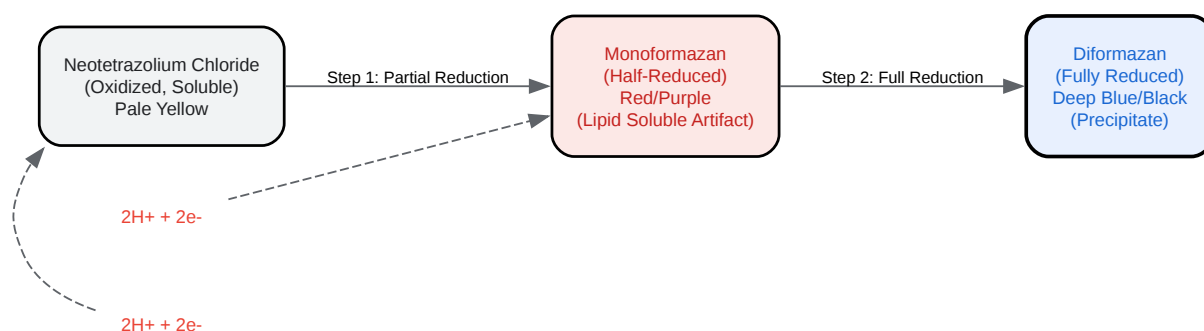 Neotetrazolium Chloride
(Oxidized, Soluble)
Pale Yellow
Step 1: Partial Reduction
Monoformazan
(Half-Reduced)
Red/Purple
(Lipid Soluble Artifact)
Step 2: Full Reduction
Diformazan
(Fully Reduced)
Deep Blue/Black
(Precipitate)
2H+ + 2e-
2H+ + 2e-